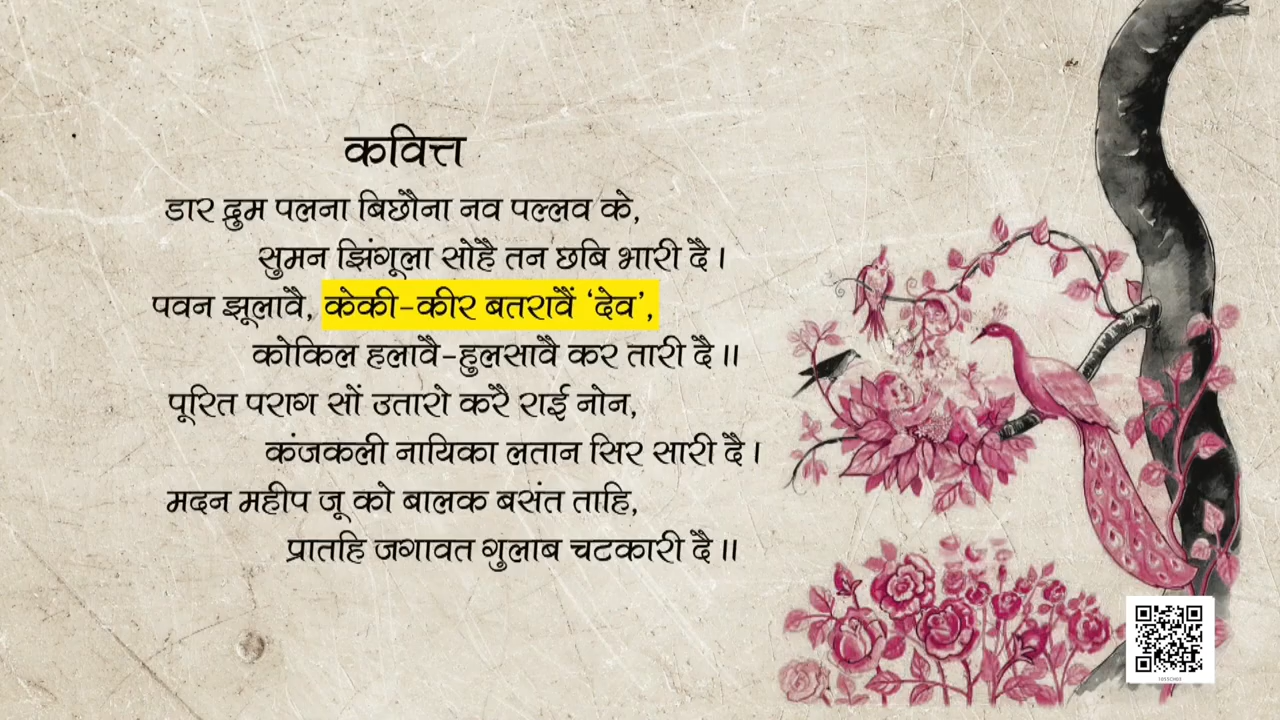 कवित्त
डार द्रुम पलना बिछौना नव पल्लव के,
सुमन झिंगूला सोहै तन छबि भारी दै ।
पवन झूलावै, केकी-कीर बतरावैं ‘देव’,
कोकिल हलावै-हुलसावै कर तारी दै ॥
पूरित पराग सों उतारो करै राई नोन,
कंजकली नायिका लतान सिर सारी दै ।
मदन महीप जू को बालक बसंत ताहि,
प्रातहि जगावत गुलाब चटकारी दै ॥